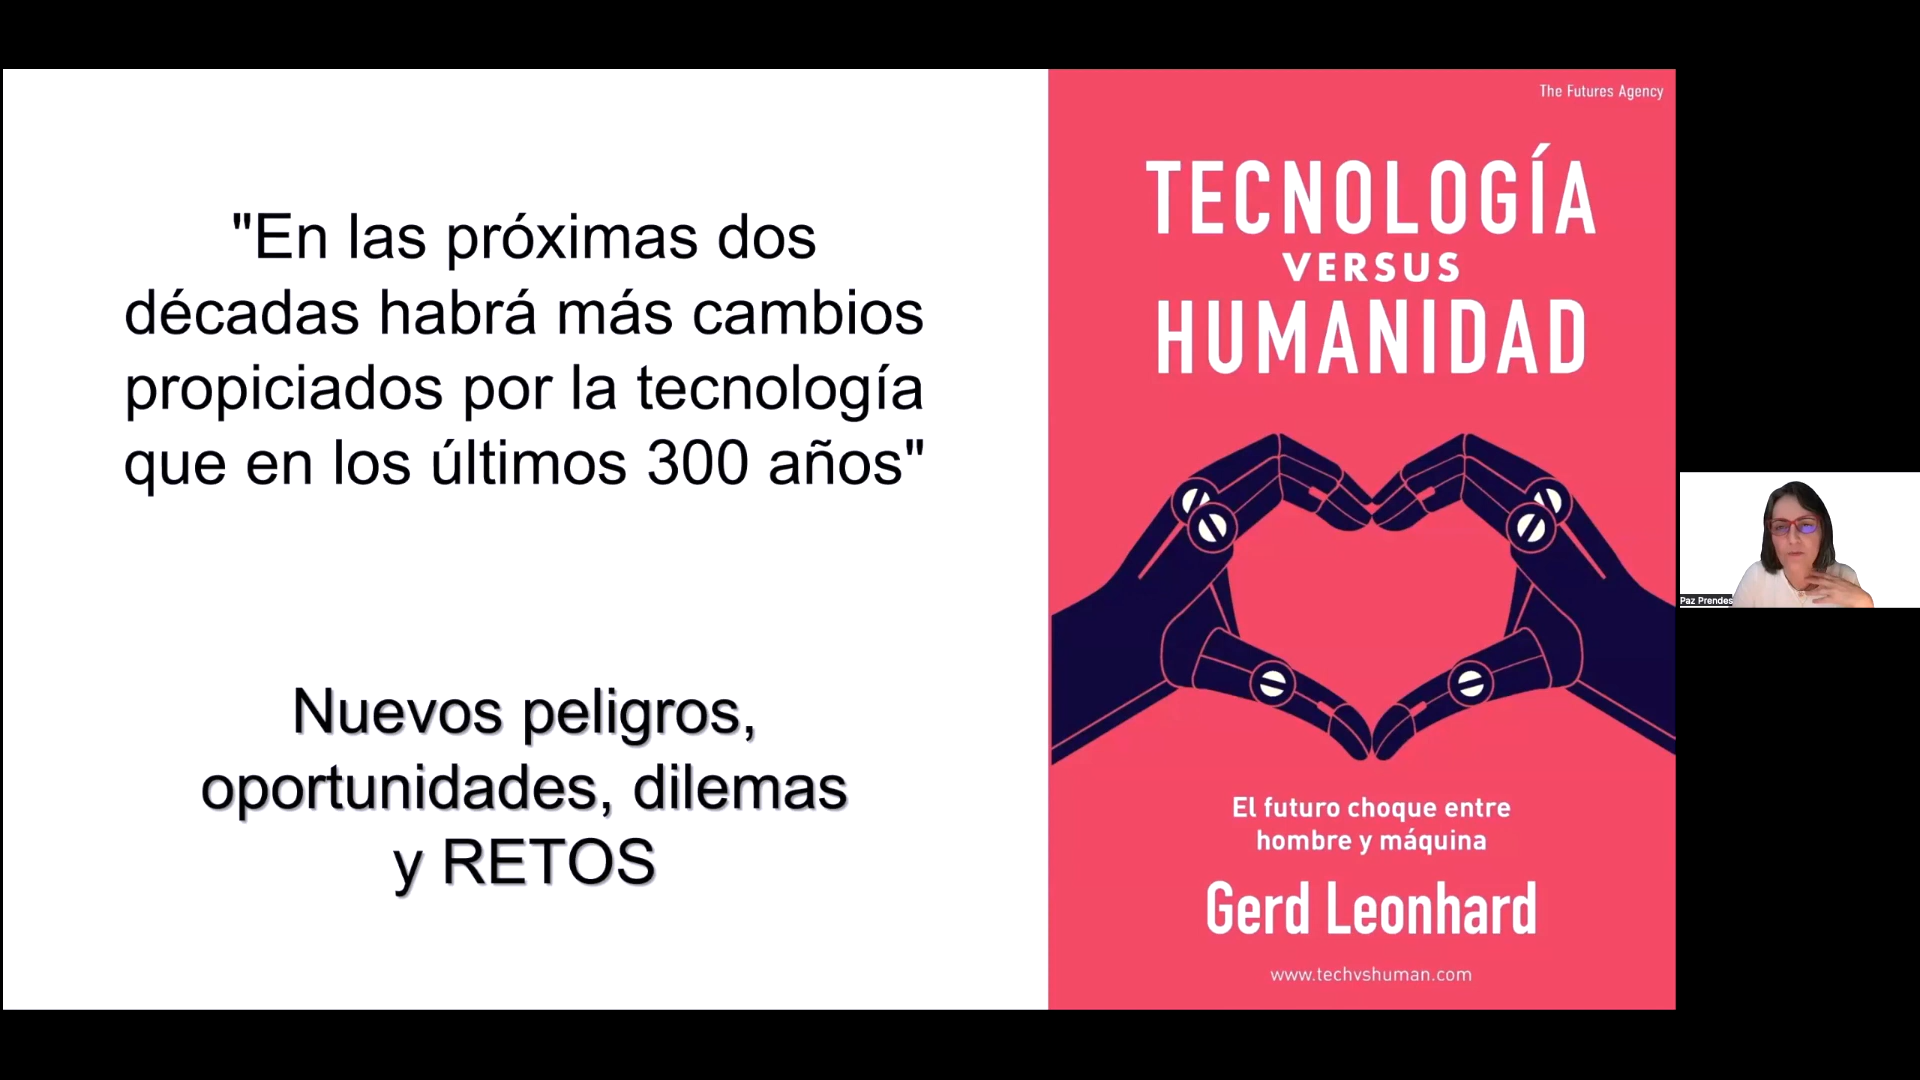 "En las próximas dos
décadas habrá más cambios
propiciados por la tecnología
que en los últimos 300 años"
Nuevos peligros,
oportunidades, dilemas
y RETOS
The Futures Agency
TECNOLOGÍA
VERSUS
HUMANIDAD
El futuro choque entre
hombre y máquina
Gerd Leonhard
www.techvshuman.com
Paz Prendes